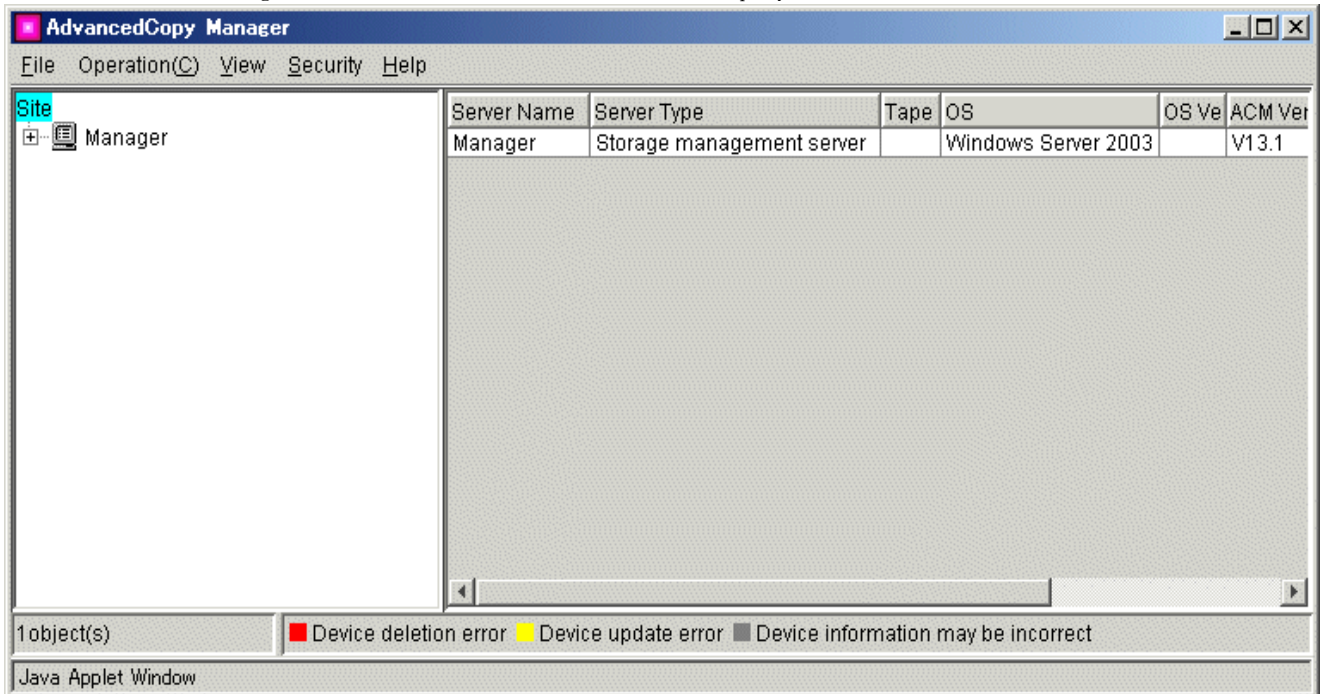 AdvancedCopy Manager
File Operation(C) View Security Help
Site
Manager
Server Name Server Type Tape OS OS Ve ACM Ver
Manager Storage management server Windows Server 2003 V13.1
1object(s) Device deletion error Device update error Device information may be incorrect
Java Applet Window